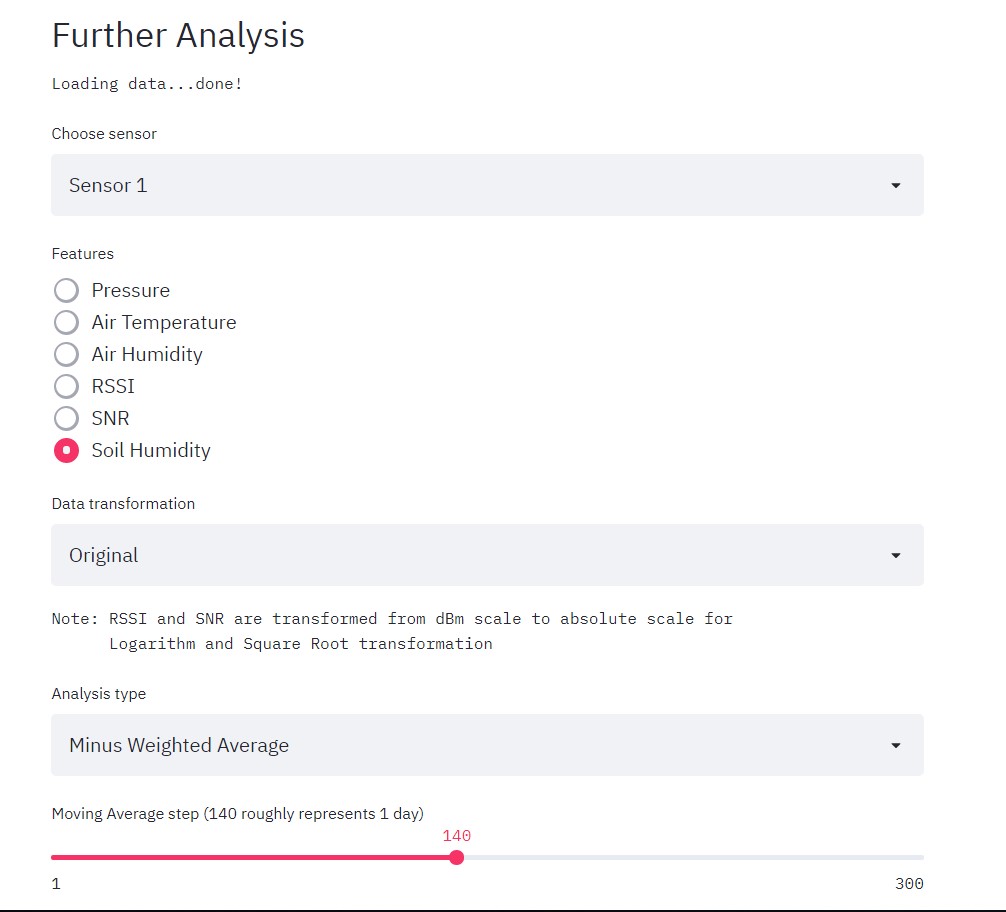 Further Analysis
Loading data...done!
Choose sensor
Sensor 1
Features
Pressure
Air Temperature
Air Humidity
RSSI
SNR
Soil Humidity
Data transformation
Original
Note: RSSI and SNR are transformed from dBm scale to absolute scale for
Logarithm and Square Root transformation
Analysis type
Minus Weighted Average
Moving Average step (140 roughly represents 1 day)
140
1 300